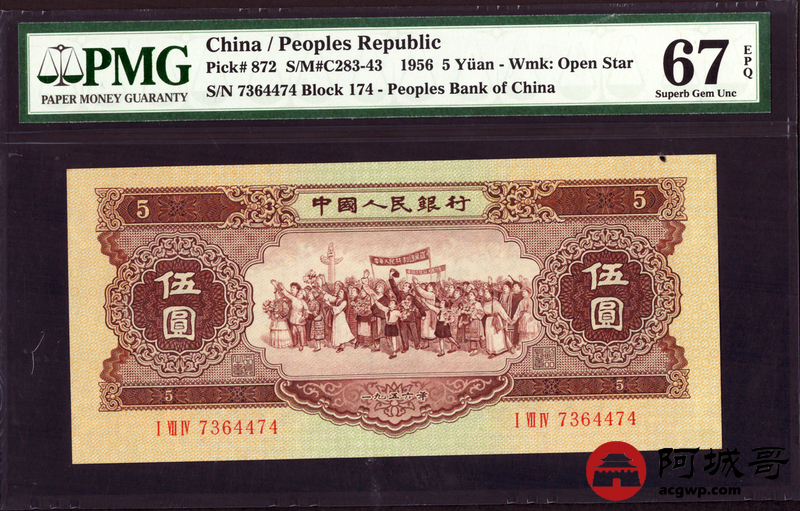 PMG
PAPER MONEY GUARANTY
China / Peoples Republic
Pick# 872 S/M#C283-43 1956 5 Yüan - Wmk: Open Star
S/N 7364474 Block 174 - Peoples Bank of China
67 EPQ
Superb Gem Unc
5 中國人民銀行 5
伍圓 伍圓
5 一九五六年 5
I VII IV 7364474 I VII IV 7364474
阿城哥
acgwp.com